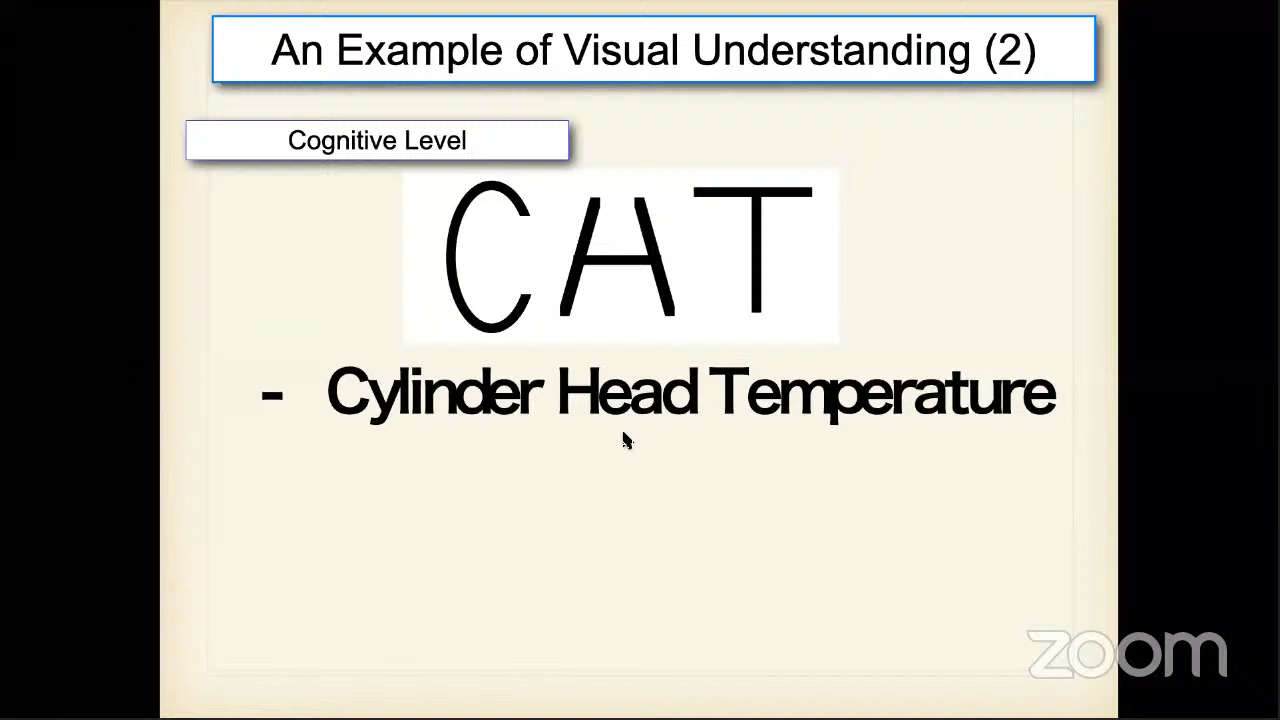 An Example of Visual Understanding (2)
Cognitive Level
CAT
- Cylinder Head Temperature
zoom